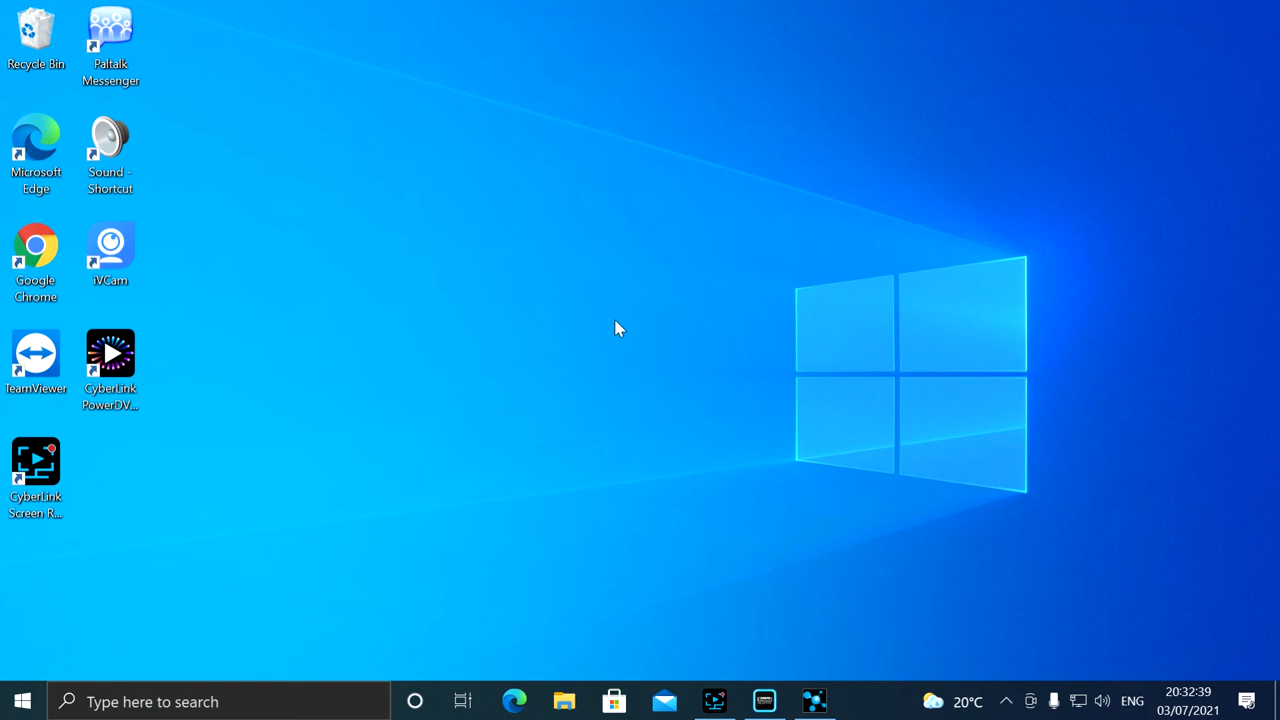 Recycle Bin
Paltalk
Messenger
Microsoft
Edge
Sound -
Shortcut
Google
Chrome
iVCam
TeamViewer
CyberLink
PowerDV...
CyberLink
Screen R...
Type here to search
20°C
ENG
20:32:39
03/07/2021